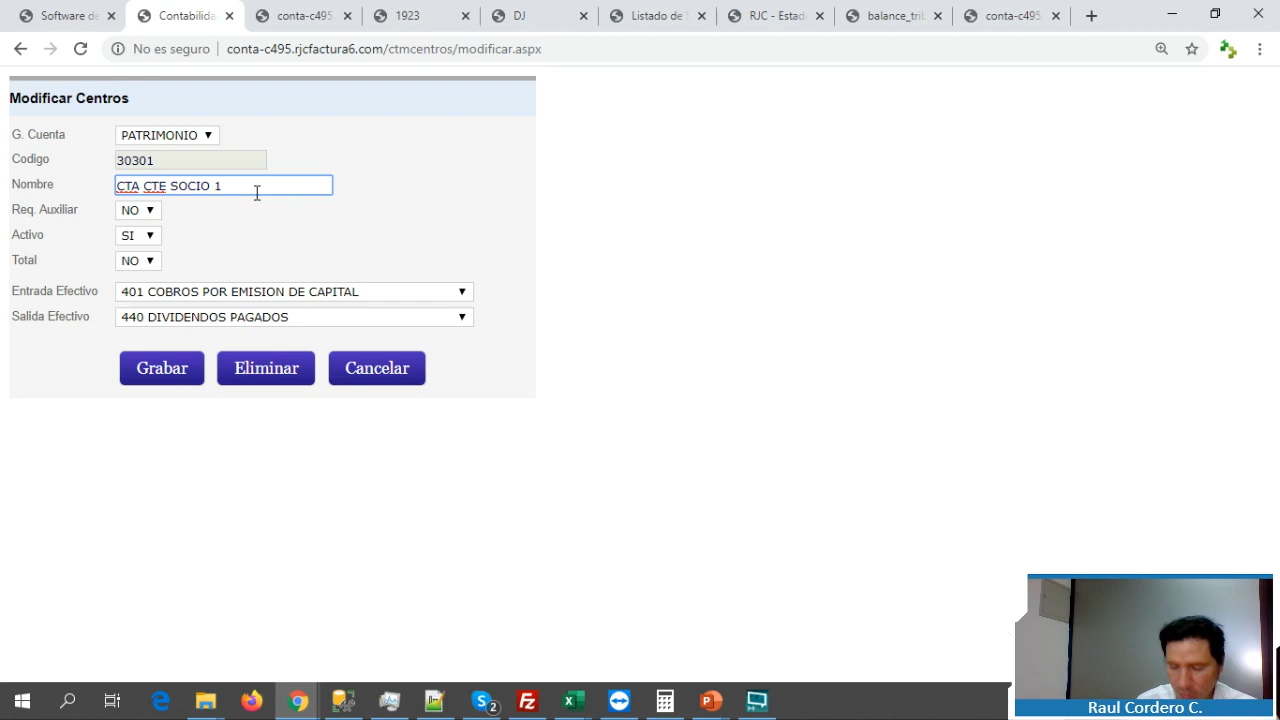 Software de
Contabilida
conta-c495.
1923
DJ
Listado de
RJC - Estad
balance_trib
conta-c495.
No es seguro
conta-c495.rjcfactura6.com/ctmcentros/modificar.aspx
Modificar Centros
G. Cuenta PATRIMONIO
Codigo 30301
Nombre CTA CTE SOCIO 1
Req. Auxiliar NO
Activo SI
Total NO
Entrada Efectivo 401 COBROS POR EMISION DE CAPITAL
Salida Efectivo 440 DIVIDENDOS PAGADOS
Grabar Eliminar Cancelar
2
Raul Cordero C.